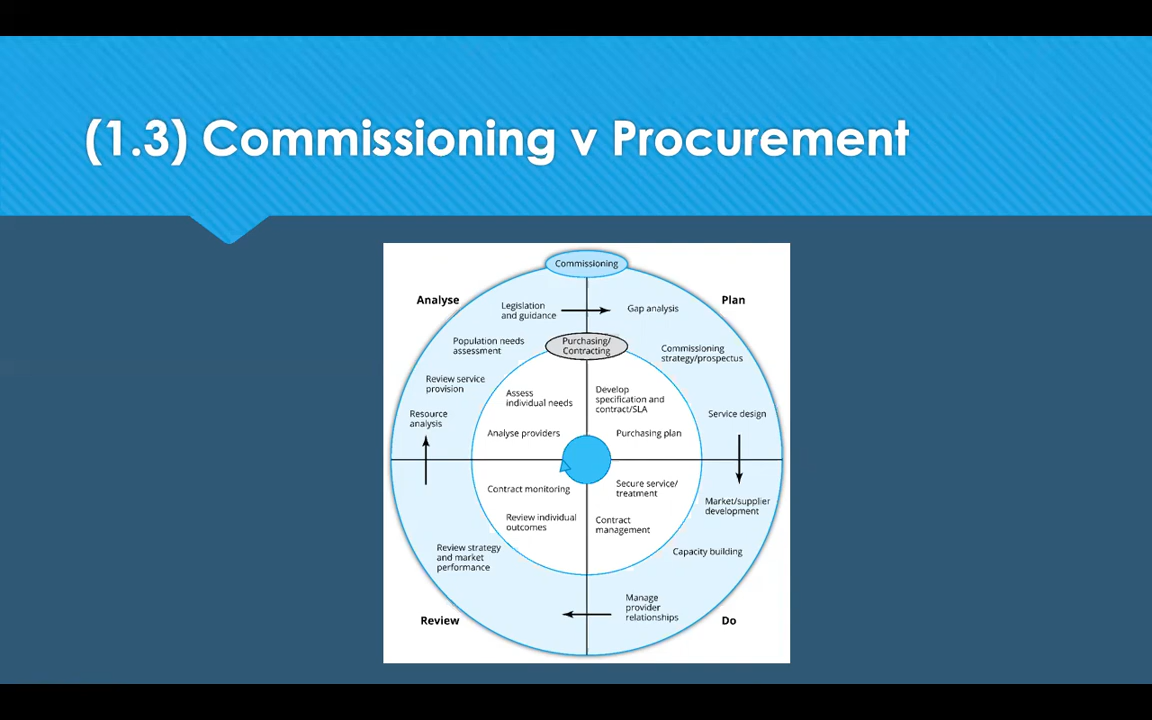 (1.3) Commissioning v Procurement
Commissioning
Analyse
Plan
Legislation
and guidance
Gap analysis
Population needs
assessment
Purchasing/
Contracting
Commissioning
strategy/prospectus
Review service
provision
Assess
individual needs
Develop
specification and
contract/SLA
Resource
analysis
Service design
Analyse providers
Purchasing plan
Contract monitoring
Secure service/
treatment
Market/supplier
development
Review individual
outcomes
Contract
management
Review strategy
and market
performance
Capacity building
Manage
provider
relationships
Review
Do